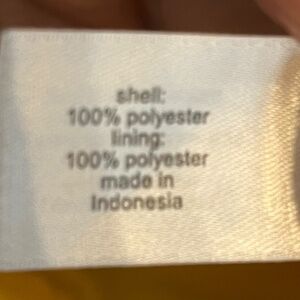 shell:
100% polyester
lining:
100% polyester
made in
Indonesia